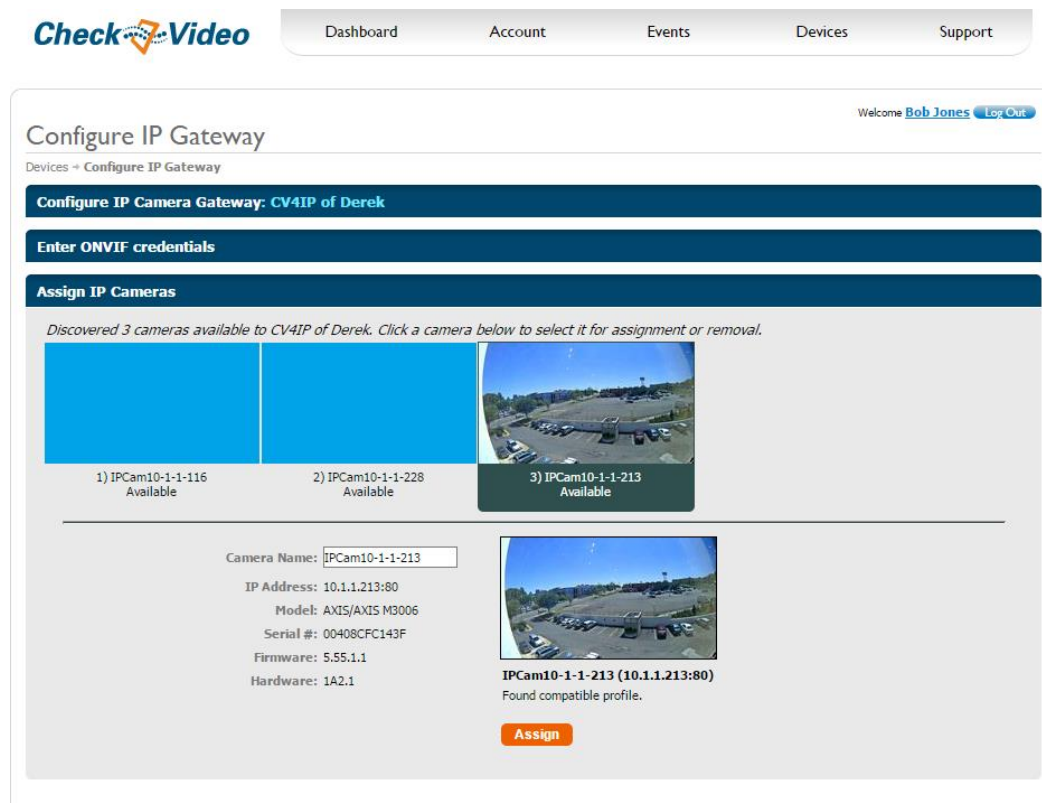 Check Video
Dashboard Account Events Devices Support
Welcome Bob Jones Log Out
Configure IP Gateway
Devices → Configure IP Gateway
Configure IP Camera Gateway: CV4IP of Derek
Enter ONVIF credentials
Assign IP Cameras
Discovered 3 cameras available to CV4IP of Derek. Click a camera below to select it for assignment or removal.
1) IPCam10-1-1-116 2) IPCam10-1-1-228 3) IPCam10-1-1-213
Available Available Available
Camera Name: IPCam10-1-1-213
IP Address: 10.1.1.213:80
Model: AXIS/AXIS M3006
Serial #: 00408CFC143F
Firmware: 5.55.1.1
Hardware: 1A2.1
IPCam10-1-1-213 (10.1.1.213:80)
Found compatible profile.
Assign